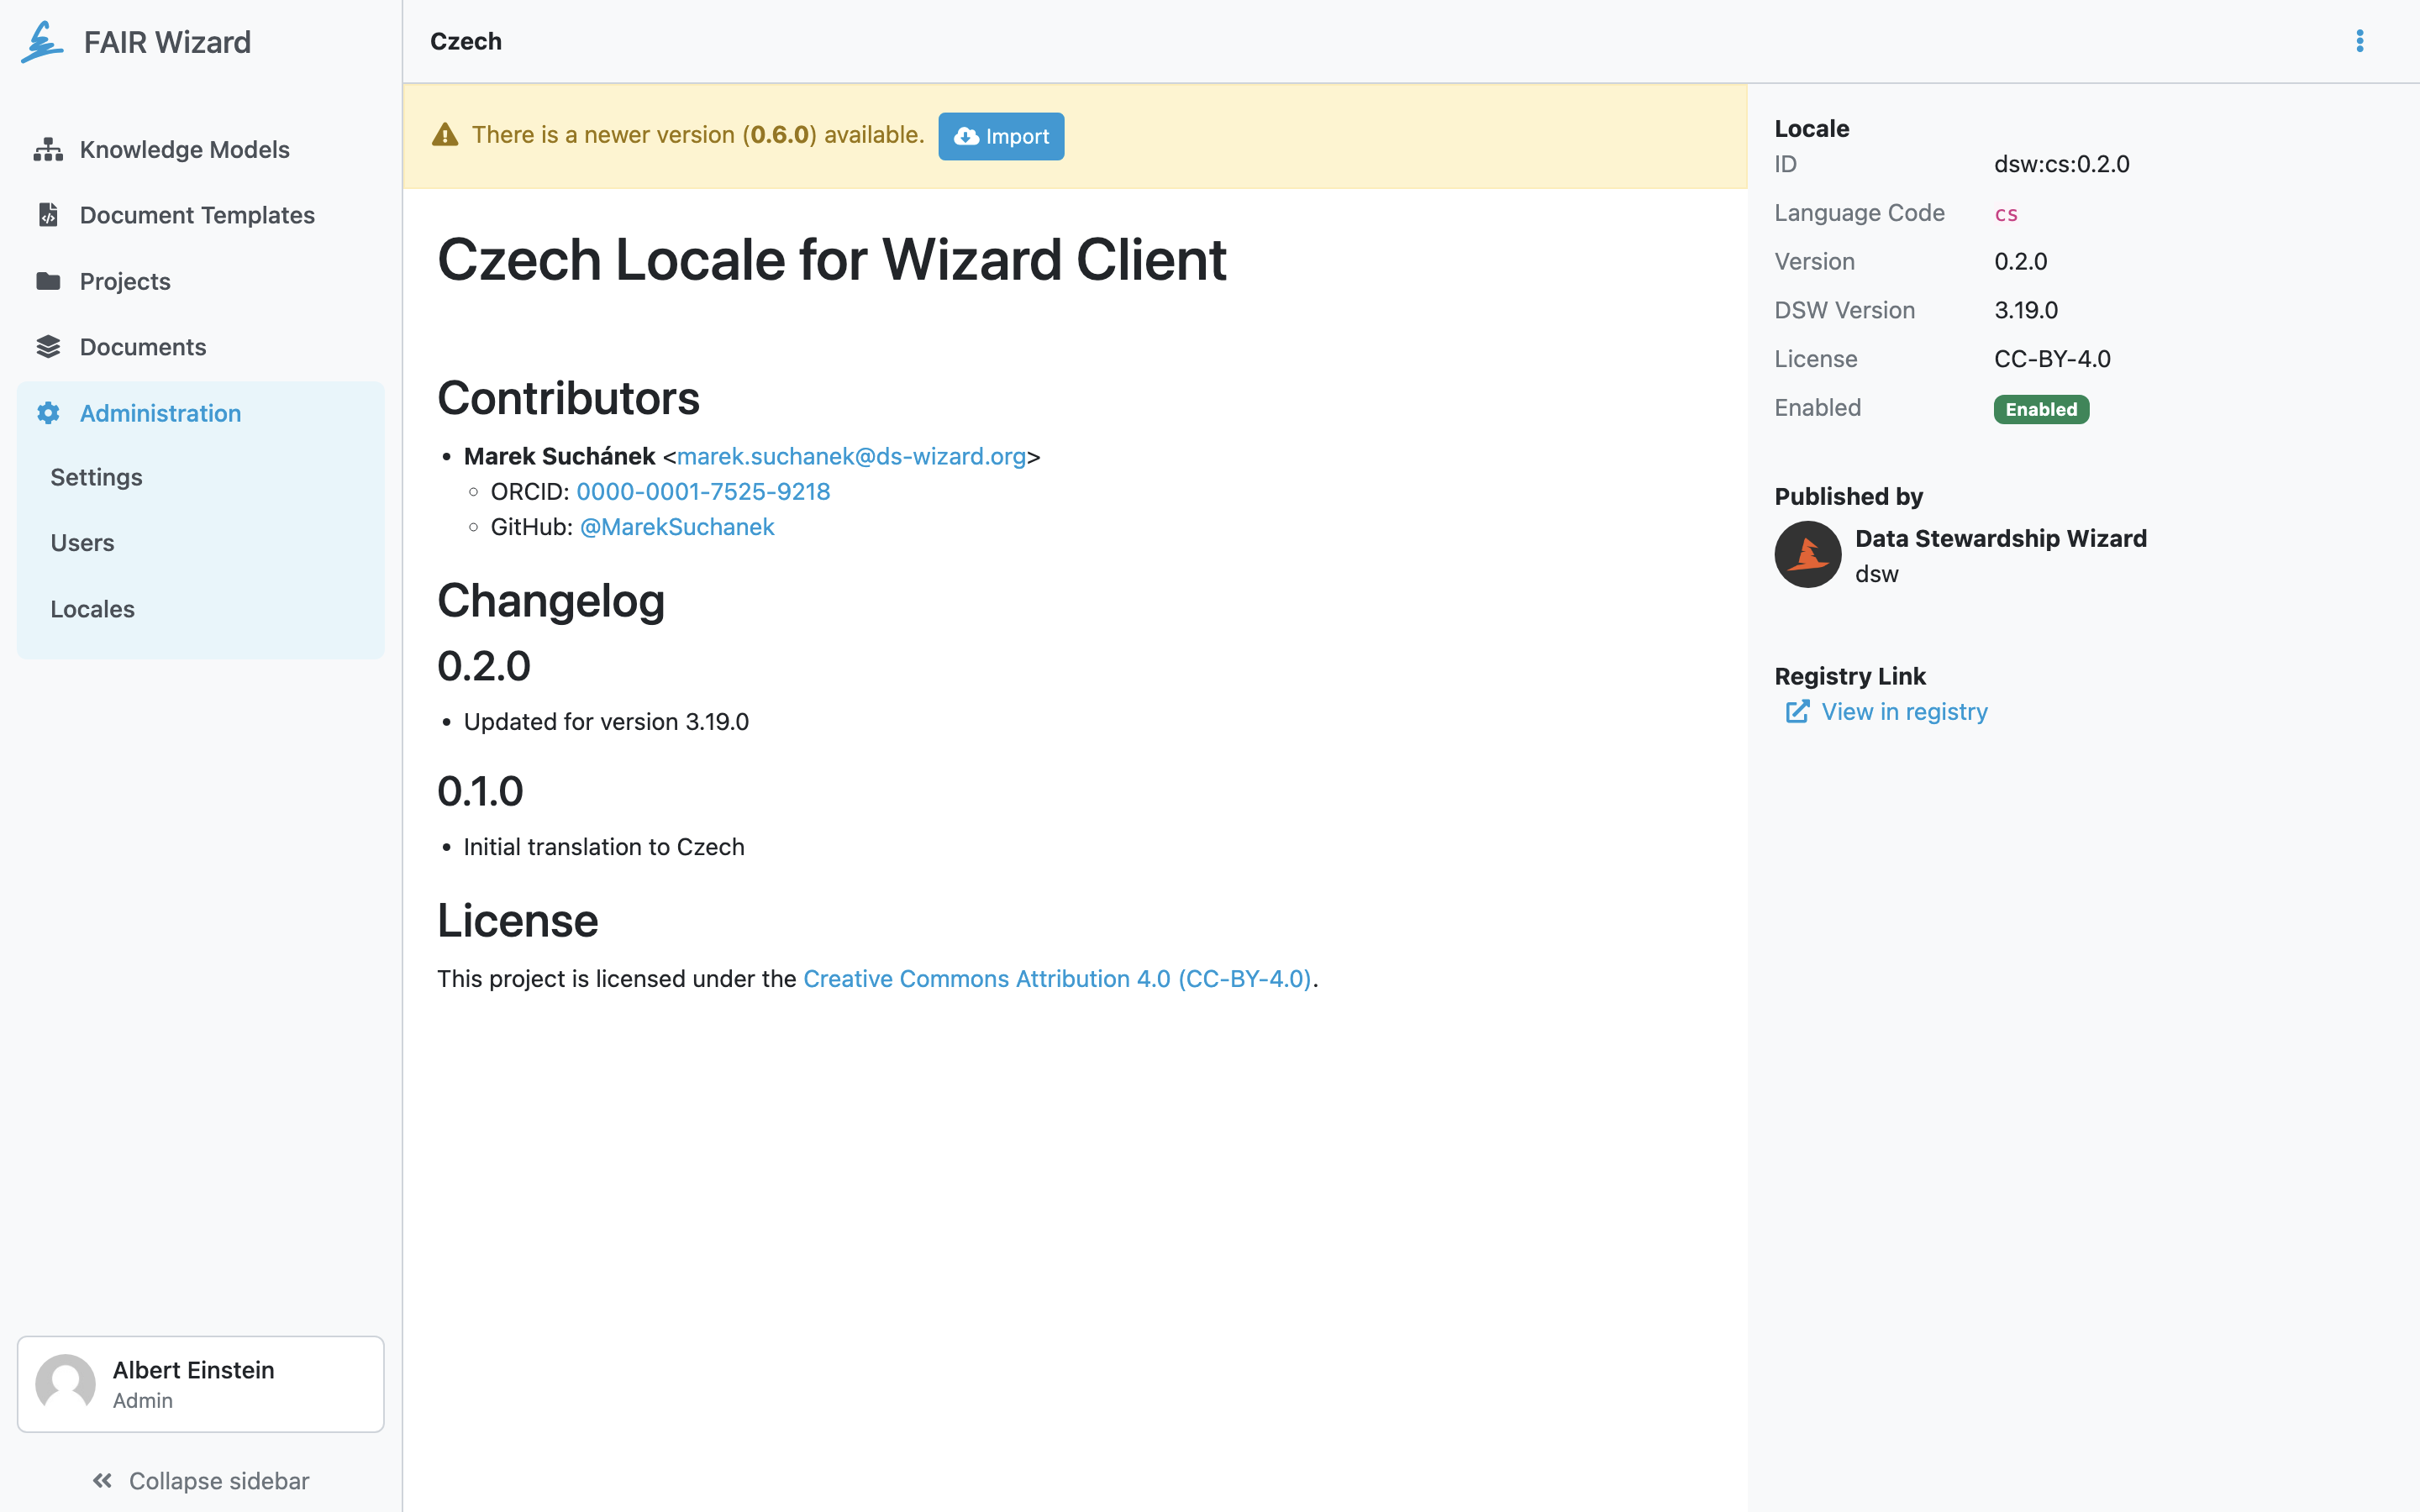 FAIR Wizard
Knowledge Models
Document Templates
Projects
Documents
Administration
Settings
Users
Locales
Albert Einstein
Admin
Collapse sidebar
Czech
There is a newer version (0.6.0) available.
Import
Czech Locale for Wizard Client
Contributors
• Marek Suchánek <marek.suchanek@ds-wizard.org>
◦ ORCID: 0000-0001-7525-9218
◦ GitHub: @MarekSuchanek
Changelog
0.2.0
• Updated for version 3.19.0
0.1.0
• Initial translation to Czech
License
This project is licensed under the Creative Commons Attribution 4.0 (CC-BY-4.0).
Locale
ID dsw:cs:0.2.0
Language Code cs
Version 0.2.0
DSW Version 3.19.0
License CC-BY-4.0
Enabled Enabled
Published by
Data Stewardship Wizard
dsw
Registry Link
View in registry